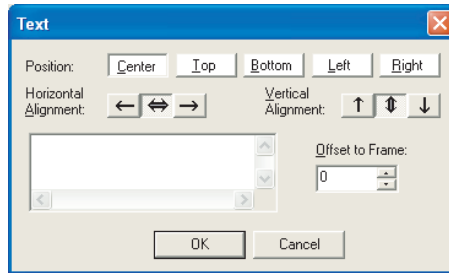 Text
Position: Center Top Bottom Left Right
Horizontal Alignment: Vertical Alignment:
Offset to Frame:
0
OK Cancel